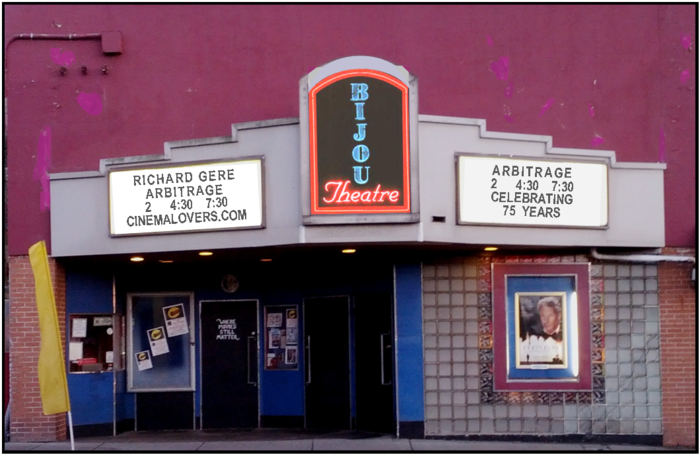 RICHARD GERE
ARBITRAGE
2 4:30 7:30
CINEMALOVERS.COM
BIJOU
Theatre
ARBITRAGE
2 4:30 7:30
CELEBRATING
75 YEARS
"WHERE
MOVIES
STILL
MATTER"